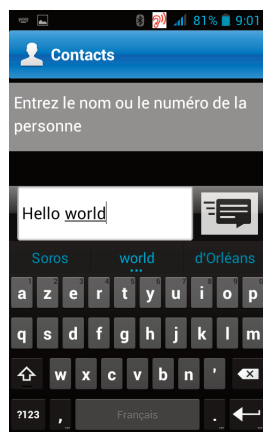 81% 9:01
Contacts
Entrez le nom ou le numéro de la
personne
Hello world
Soros world d'Orléans
a z e r t y u i o p
q s d f g h j k l m
w x c v b n '
?123 , Français .